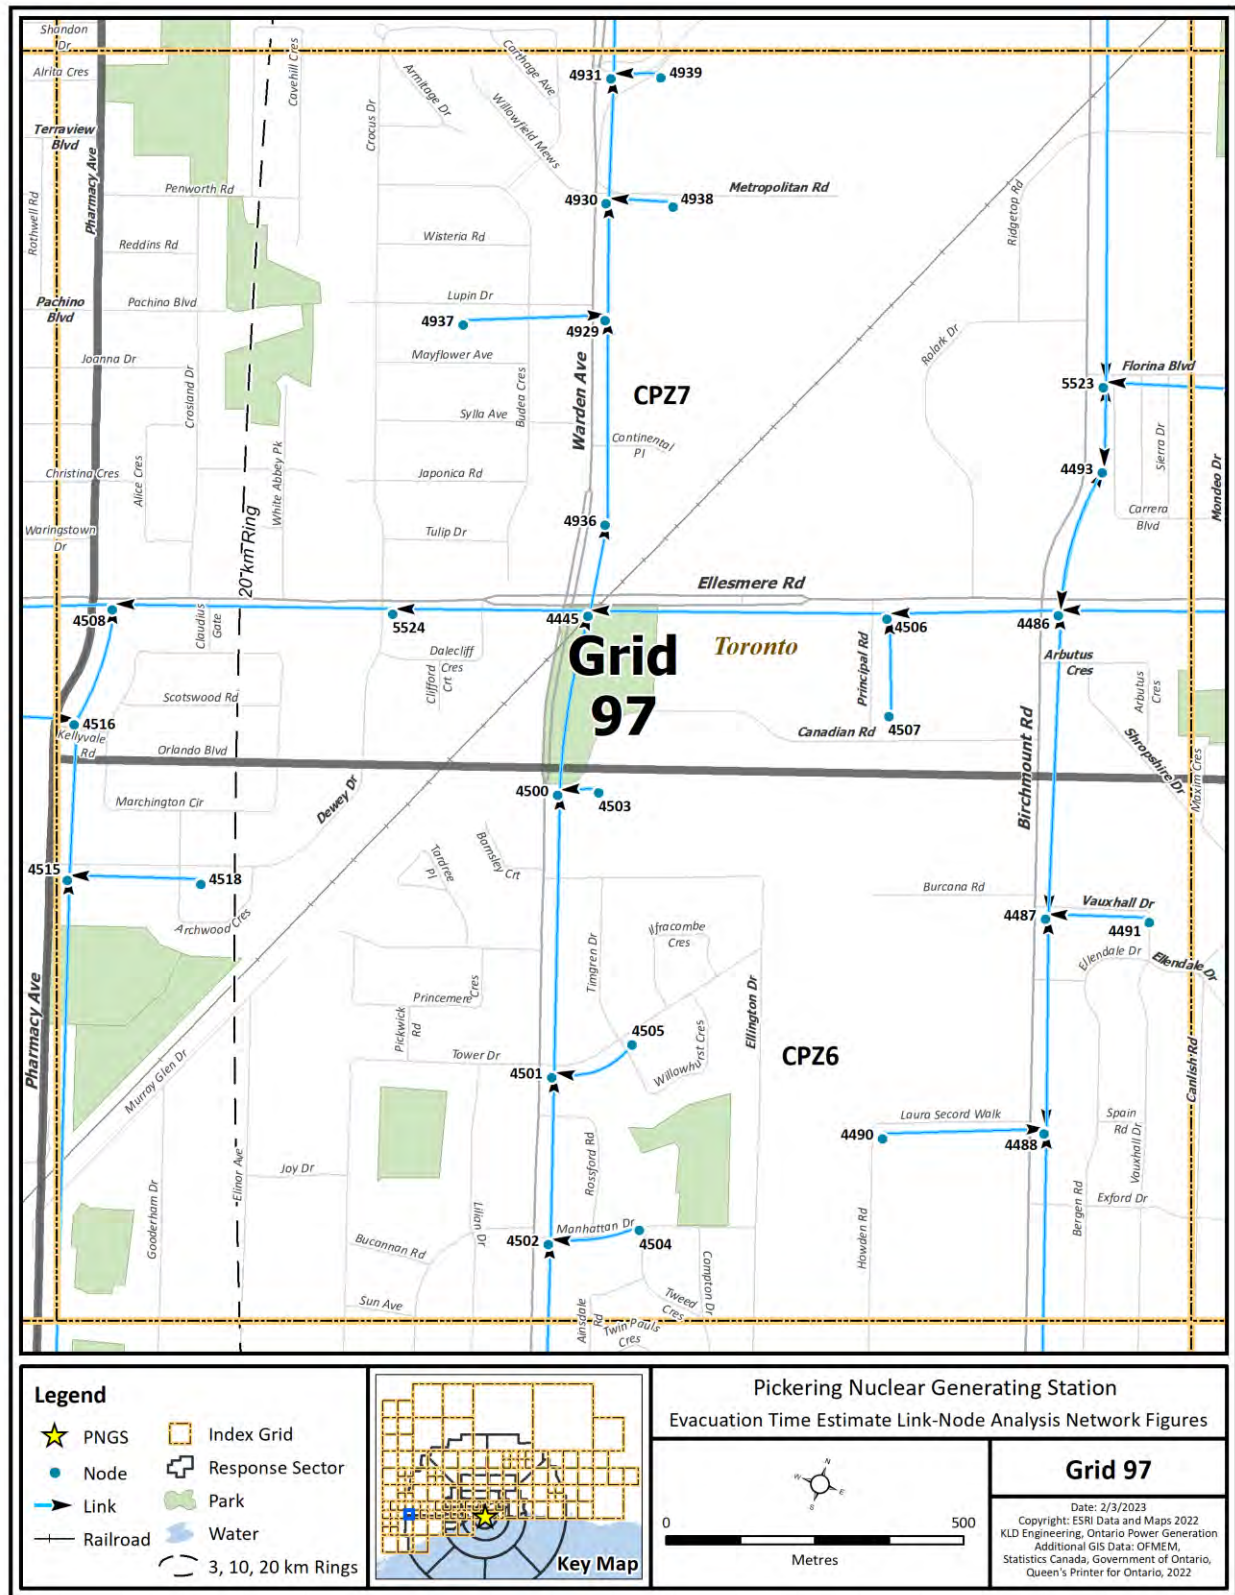 Shandon
Dr
Alrita Cres
Cavehill Cres
Carthage Ave
Armitage Dr
Willowfield Mews
4931
4939
Terraview
Blvd
Pharmacy Ave
Crocus Dr
Rothwell Rd
Penworth Rd
4930
4938
Metropolitan Rd
Ridgetop Rd
Reddins Rd
Wisteria Rd
Pachino
Blvd
Pachino Blvd
Lupin Dr
4937
4929
Joanna Dr
Mayflower Ave
Warden Ave
CPZ7
Rolark Dr
5523
Florina Blvd
Crosland Dr
Budea Cres
Sylla Ave
Continental
Pl
Sierra Dr
Mondeo Dr
Christina Cres
Alice Cres
White Abbey Pk
Japonica Rd
4493
Carrera
Blvd
Waringstown
Dr
20 km Ring
Tulip Dr
4936
Ellesmere Rd
4508
Claudius
Gate
5524
4445
4506
4486
Dalecliff
Cres
Clifford
Crt
Grid
97
Toronto
Principal Rd
Arbutus
Cres
Arbutus
Cres
Scotswood Rd
4516
Kellyvale
Rd
Orlando Blvd
4507
Canadian Rd
Birchmount Rd
Shropshire Dr
Maxim Cres
Marchington Cir
Dewey Dr
4500
4503
4515
4518
Archwood Cres
Tardree
Pl
Barnsley Crt
Burcana Rd
4487
Vauxhall Dr
4491
Ilfracombe
Cres
Timgren Dr
Ellendale Dr
Ellendale Dr
Pharmacy Ave
Princemere
Cres
Pickwick
Rd
Ellington Dr
4505
Willowhurst Cres
Canlish Rd
Murray Glen Dr
Tower Dr
4501
CPZ6
4490
Laura Secord Walk
4488
Spain
Rd
Vauxhall Dr
Elinor Ave
Joy Dr
Rossford Rd
Gooderham Dr
Lilian Dr
Howden Rd
Bergen Rd
Exford Dr
Bucannan Rd
4502
Manhattan Dr
4504
Compton Dr
Sun Ave
Ainsdale
Rd
Tweed
Cres
Twin Pauls
Cres
Legend
PNGS
Index Grid
Node
Response Sector
Link
Park
Railroad
Water
3, 10, 20 km Rings
Key Map
Pickering Nuclear Generating Station
Evacuation Time Estimate Link-Node Analysis Network Figures
N
W
E
S
0
500
Metres
Grid 97
Date: 2/3/2023
Copyright: ESRI Data and Maps 2022
KLD Engineering, Ontario Power Generation
Additional GIS Data: OFMEM,
Statistics Canada, Government of Ontario,
Queen's Printer for Ontario, 2022